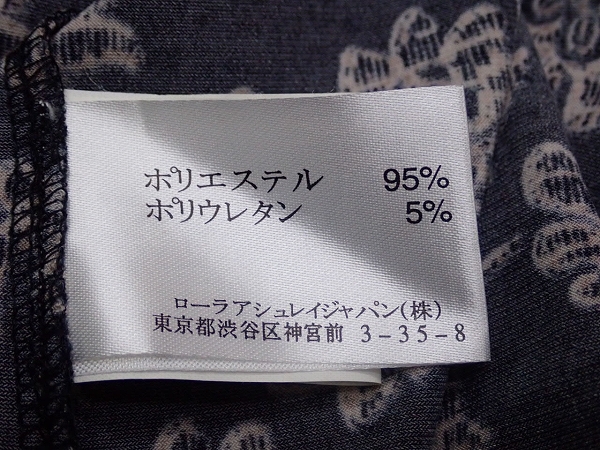 ポリエステル 95%
ポリウレタン 5%
ローラアシュレイジャパン(株)
東京都渋谷区神宮前 3-35-8